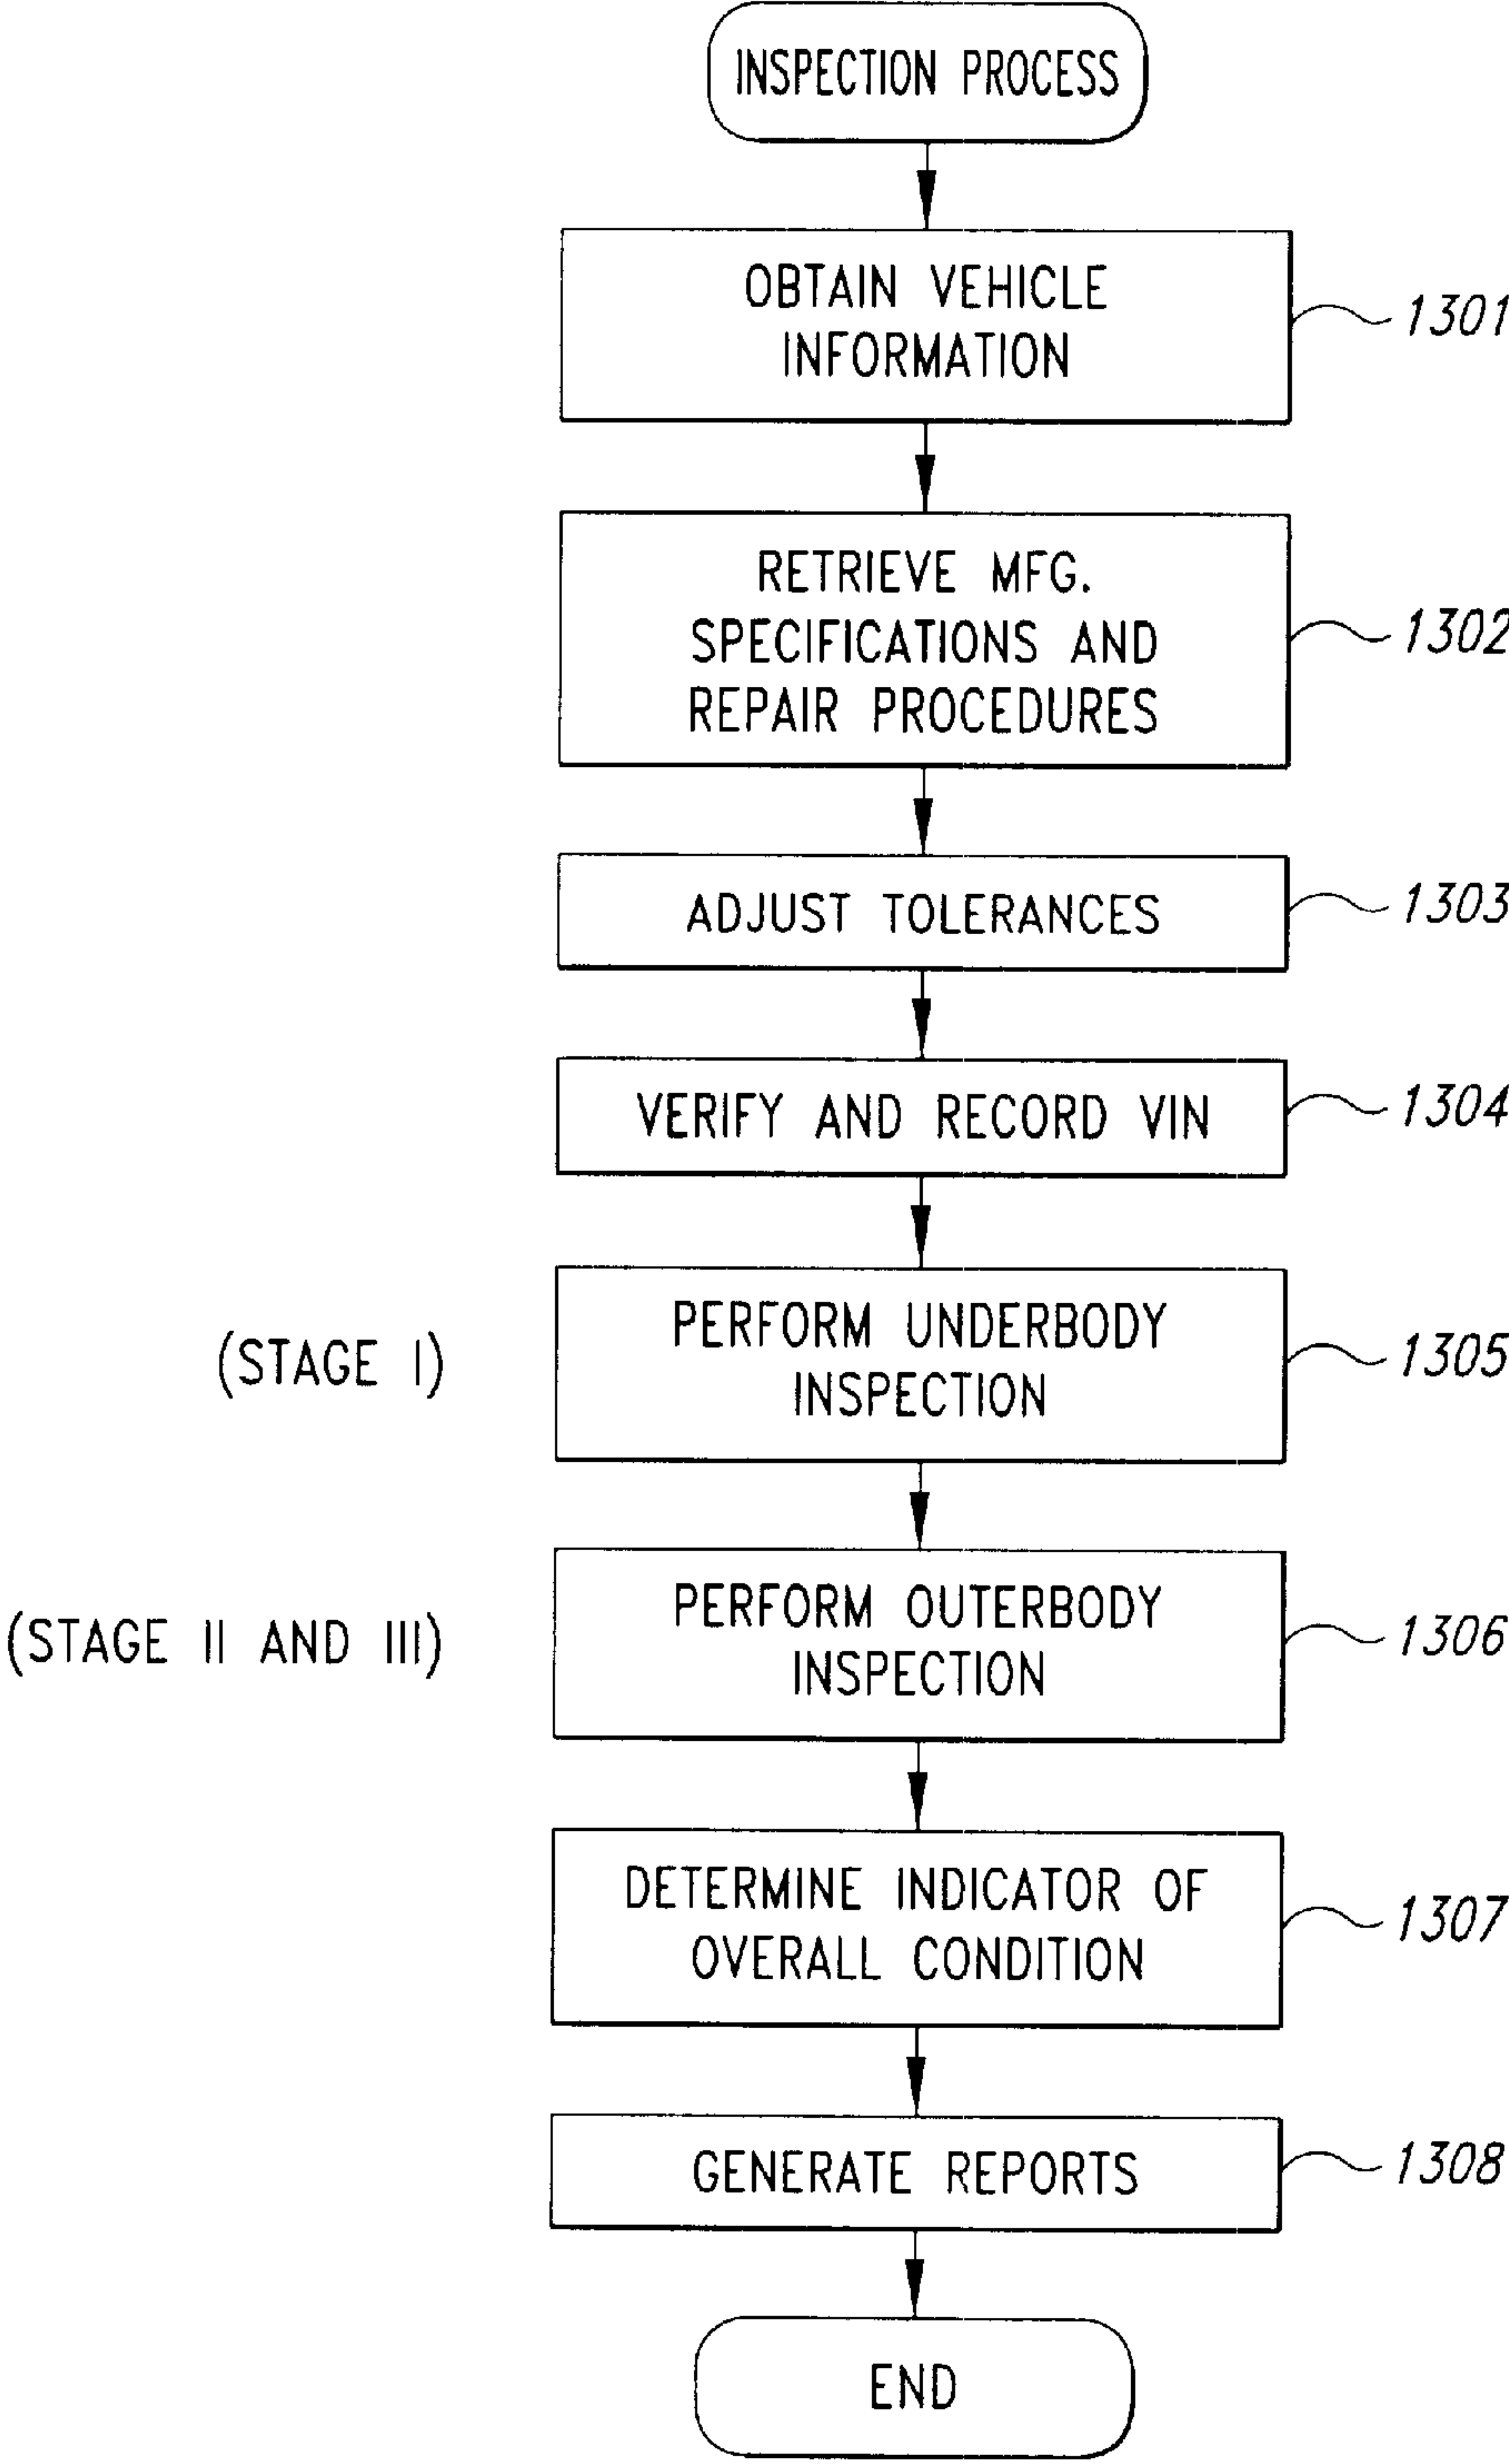 INSPECTION PROCESS
OBTAIN VEHICLE
INFORMATION
1301
RETRIEVE MFG.
SPECIFICATIONS AND
REPAIR PROCEDURES
1302
ADJUST TOLERANCES
1303
VERIFY AND RECORD VIN
1304
(STAGE I)
PERFORM UNDERBODY
INSPECTION
1305
(STAGE II AND III)
PERFORM OUTERBODY
INSPECTION
1306
DETERMINE INDICATOR OF
OVERALL CONDITION
1307
GENERATE REPORTS
1308
END